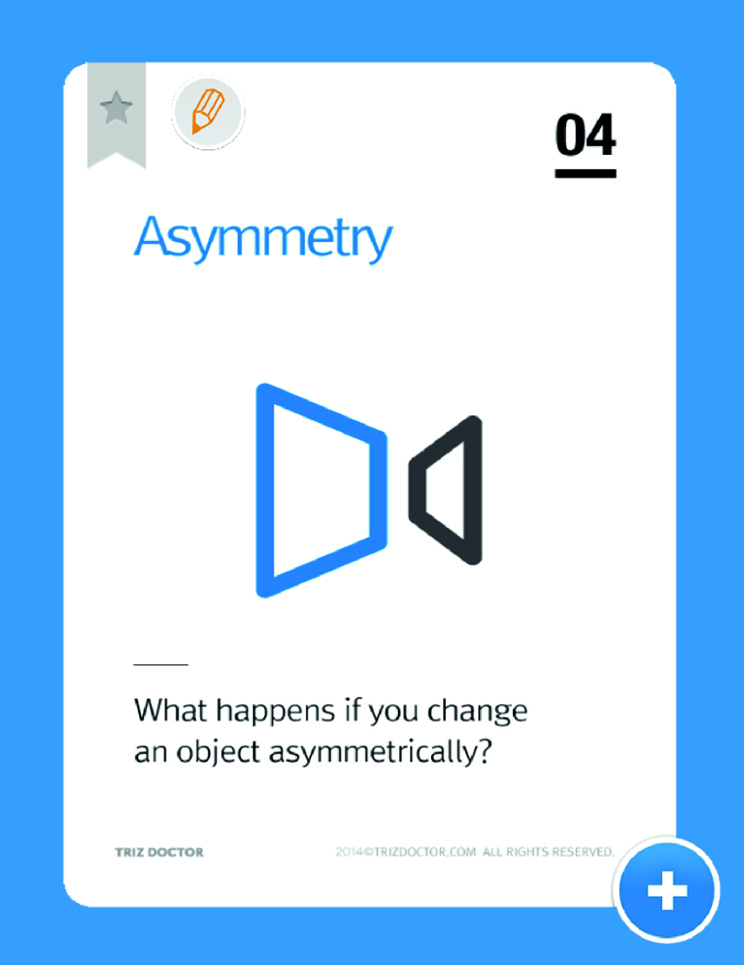 04
Asymmetry
What happens if you change
an object asymmetrically?
TRIZ DOCTOR
2014©TRIZDOCTOR.COM ALL RIGHTS RESERVED.